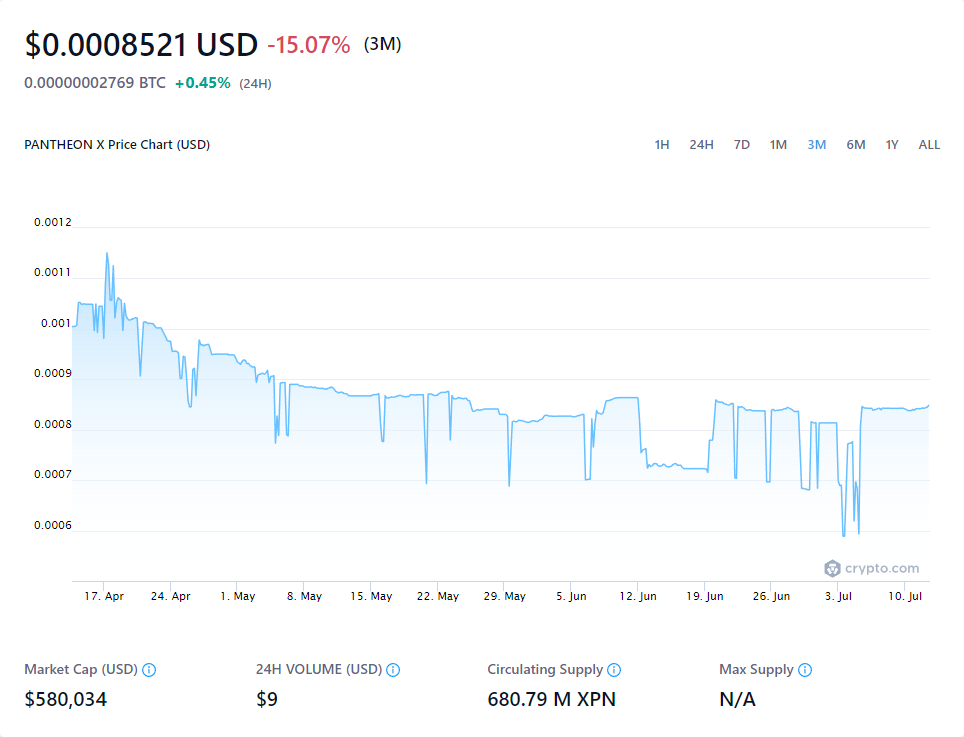 $0.0008521 USD -15.07% (3M)
0.00000002769 BTC +0.45% (24H)
PANTHEON X Price Chart (USD) 1H 24H 7D 1M 3M 6M 1Y ALL
0.0012
0.0011
0.001
0.0009
0.0008
0.0007
0.0006
crypto.com
17. Apr 24. Apr 1. May 8. May 15. May 22. May 29. May 5. Jun 12. Jun 19. Jun 26. Jun 3. Jul 10. Jul
Market Cap (USD) 24H VOLUME (USD) Circulating Supply Max Supply
$580,034 $9 680.79 M XPN N/A